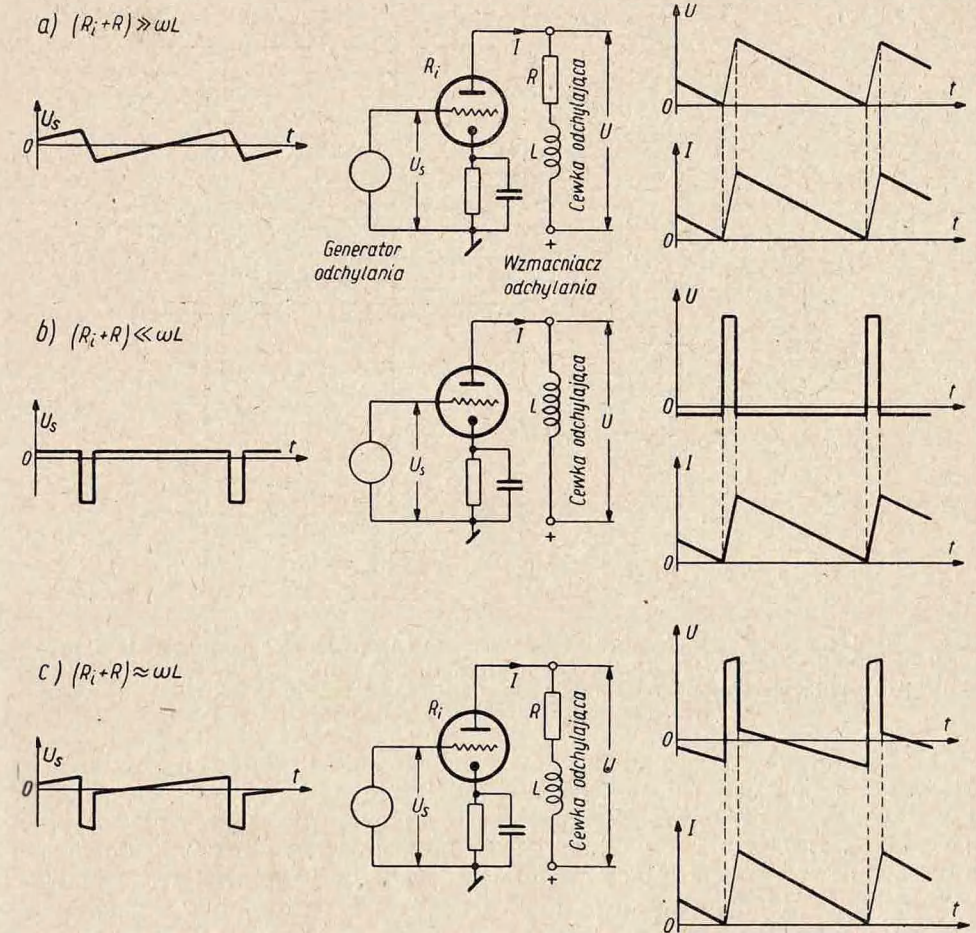 a) (Ri+R) ≫ ωL
Us
0
t
Ri
I
R
L
Us
U
Cewka odchylająca
+
Generator
odchylania
Wzmacniacz
odchylania
U
t
0
I
t
0
b) (Ri+R) ≪ ωL
Us
0
t
I
L
Us
U
Cewka odchylająca
+
U
t
0
I
t
0
c) (Ri+R) ≈ ωL
Us
0
t
Ri
I
R
L
Us
U
Cewka odchylająca
+
U
t
0
I
t
0